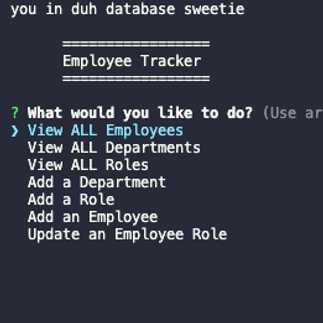 you in duh database sweetie
=================
Employee Tracker
=================
? What would you like to do? (Use ar
❯ View ALL Employees
View ALL Departments
View ALL Roles
Add a Department
Add a Role
Add an Employee
Update an Employee Role